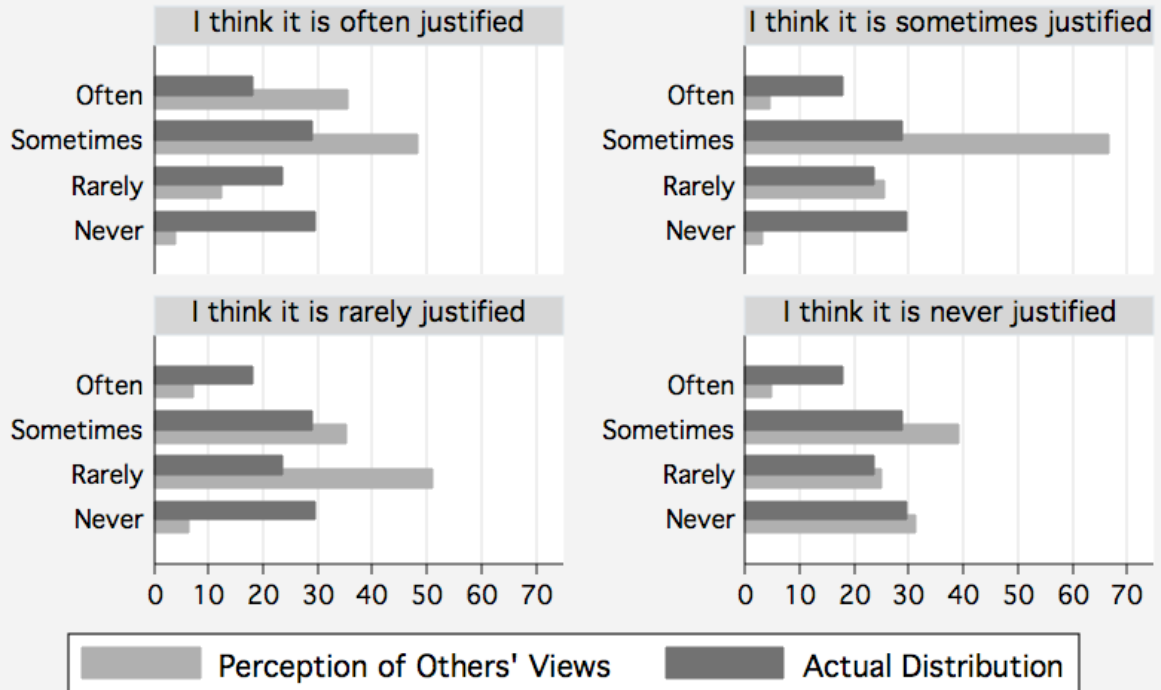 I think it is often justified
I think it is sometimes justified
Often
Sometimes
Rarely
Never
Often
Sometimes
Rarely
Never
I think it is rarely justified
I think it is never justified
Often
Sometimes
Rarely
Never
Often
Sometimes
Rarely
Never
0 10 20 30 40 50 60 70
0 10 20 30 40 50 60 70
Perception of Others' Views
Actual Distribution